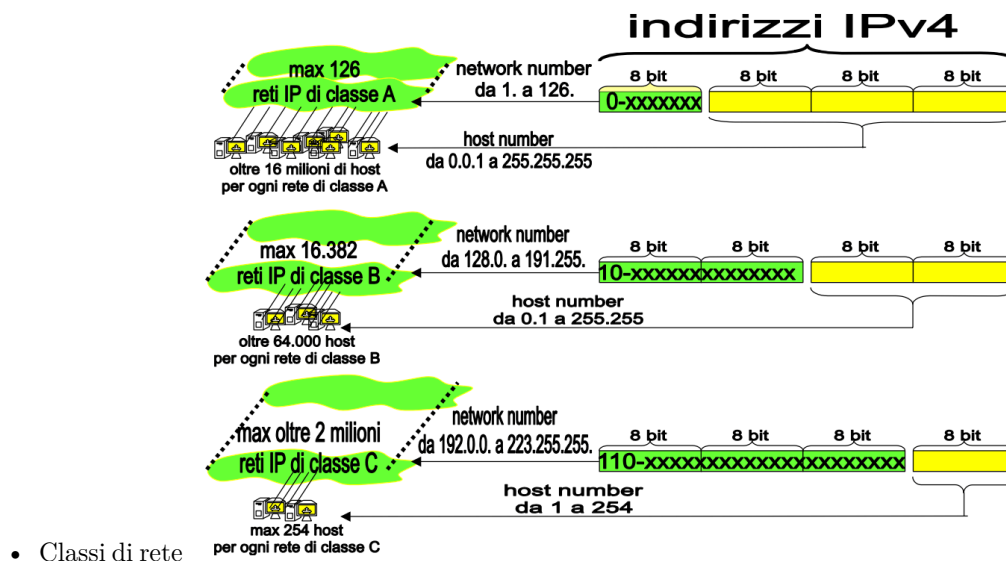 indirizzi IPv4
max 126
reti IP di classe A
network number
da 1. a 126.
8 bit 8 bit 8 bit 8 bit
0-xxxxxxx
host number
da 0.0.1 a 255.255.255
oltre 16 milioni di host
per ogni rete di classe A
max 16.382
reti IP di classe B
network number
da 128.0. a 191.255.
8 bit 8 bit 8 bit 8 bit
10-xxxxxxxxxxxxxx
host number
da 0.1 a 255.255
oltre 64.000 host
per ogni rete di classe B
max oltre 2 milioni
reti IP di classe C
network number
da 192.0.0. a 223.255.255.
8 bit 8 bit 8 bit 8 bit
110-xxxxxxxxxxxxxxxxxxxxx
host number
da 1 a 254
max 254 host
per ogni rete di classe C
• Classi di rete